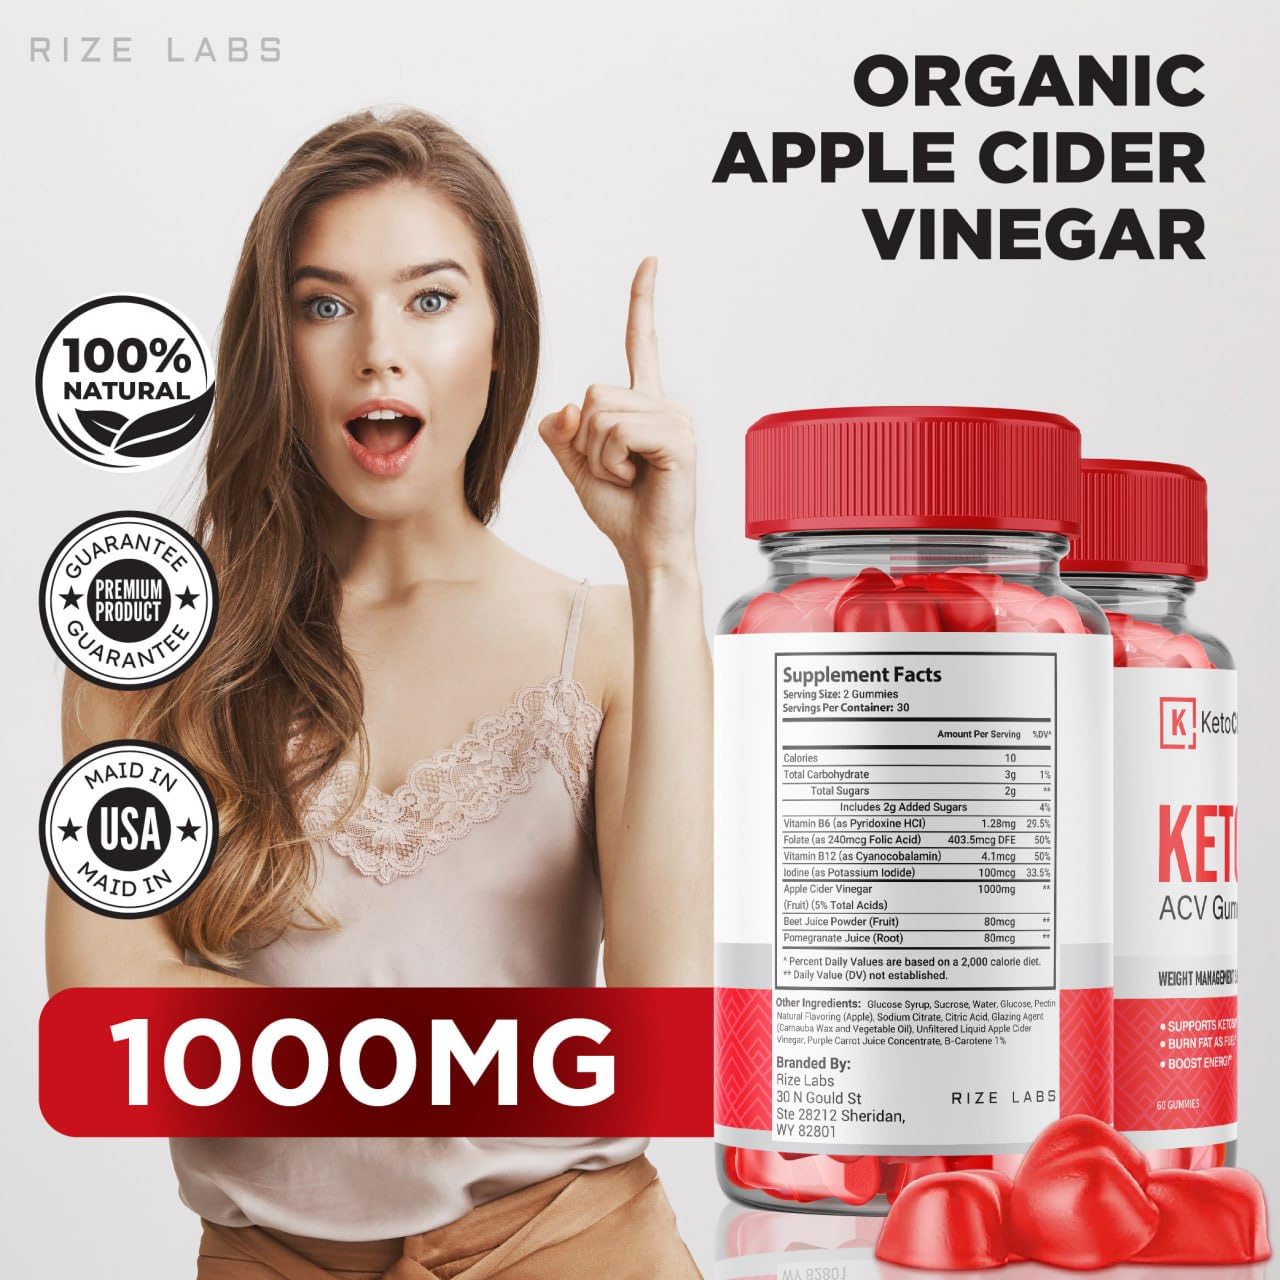 RIZE LABS
ORGANIC
APPLE CIDER
VINEGAR
100%
NATURAL
GUARANTEE
PREMIUM
PRODUCT
GUARANTEE
MAID IN
USA
MAID IN
1000MG
Supplement Facts
Serving Size: 2 Gummies
Servings Per Container: 30
Amount Per Serving %DV^
Calories 10
Total Carbohydrate 3g 1%
Total Sugars 2g **
Includes 2g Added Sugars 4%
Vitamin B6 (as Pyridoxine HCI) 1.28mg 29.5%
Folate (as 240mcg Folic Acid) 403.5mcg DFE 50%
Vitamin B12 (as Cyanocobalamin) 4.1mcg 50%
Iodine (as Potassium Iodide) 100mcg 33.5%
Apple Cider Vinegar 1000mg **
(Fruit) (5% Total Acids)
Beet Juice Powder (Fruit) 80mcg **
Pomegranate Juice (Root) 80mcg **
^ Percent Daily Values are based on a 2,000 calorie diet.
** Daily Value (DV) not established.
Other Ingredients: Glucose Syrup, Sucrose, Water, Glucose, Pectin
Natural Flavoring (Apple), Sodium Citrate, Citric Acid, Glazing Agent
(Carnauba Wax and Vegetable Oil), Unfiltered Liquid Apple Cider
Vinegar, Purple Carrot Juice Concentrate, B-Carotene 1%
Branded By:
Rize Labs
30 N Gould St
Ste 28212 Sheridan,
WY 82801
RIZE LABS
K
KETO
ACV
WEIGHT MANAGEMENT
• SUPPORTS
• BURN FAT AS FUEL*
• BOOST ENERGY*
60 GUMMIES